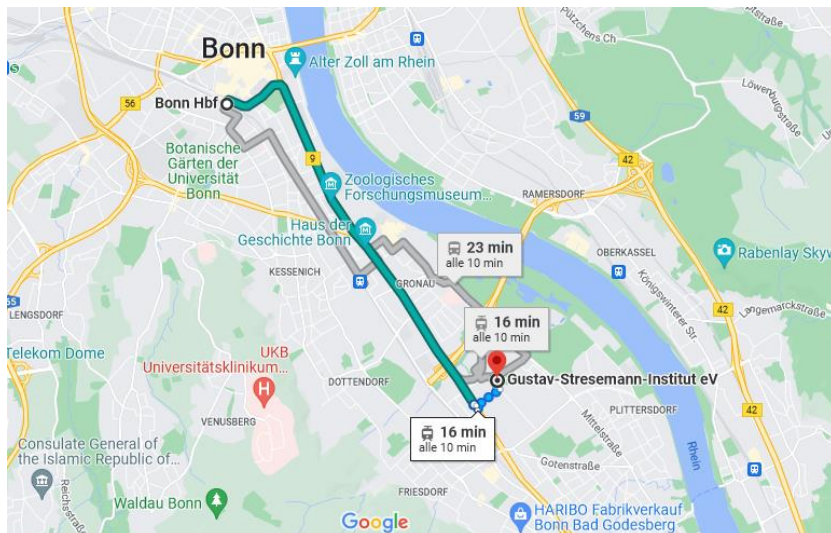 Bonn
Alter Zoll am Rhein
Pützchens Ch
Löwenburgstraße
Bonn Hbf
56
59
42
9
Botanische
Gärten der
Universität
Bonn
Zoologisches
Forschungsmuseum...
RAMERSDORF
Haus der
Geschichte Bonn
23 min
alle 10 min
OBERKASSEL
Rabenlay Skyw
KESSENICH
GRONAU
Königswinterer Str.
LENGSDORF
16 min
alle 10 min
42
Langemarckstraße
Telekom Dome
UKB
Universitätsklinikum...
DOTTENDORF
Gustav-Stresemann-Institut eV
VENUSBERG
PLITTERSDORF
Mittelstraße
42
16 min
alle 10 min
Rhein
Consulate General of
the Islamic Republic of...
Reichsstraße
Gotenstraße
FRIESDORF
Waldau Bonn
Google
HARIBO Fabrikverkauf
Bonn Bad Godesberg